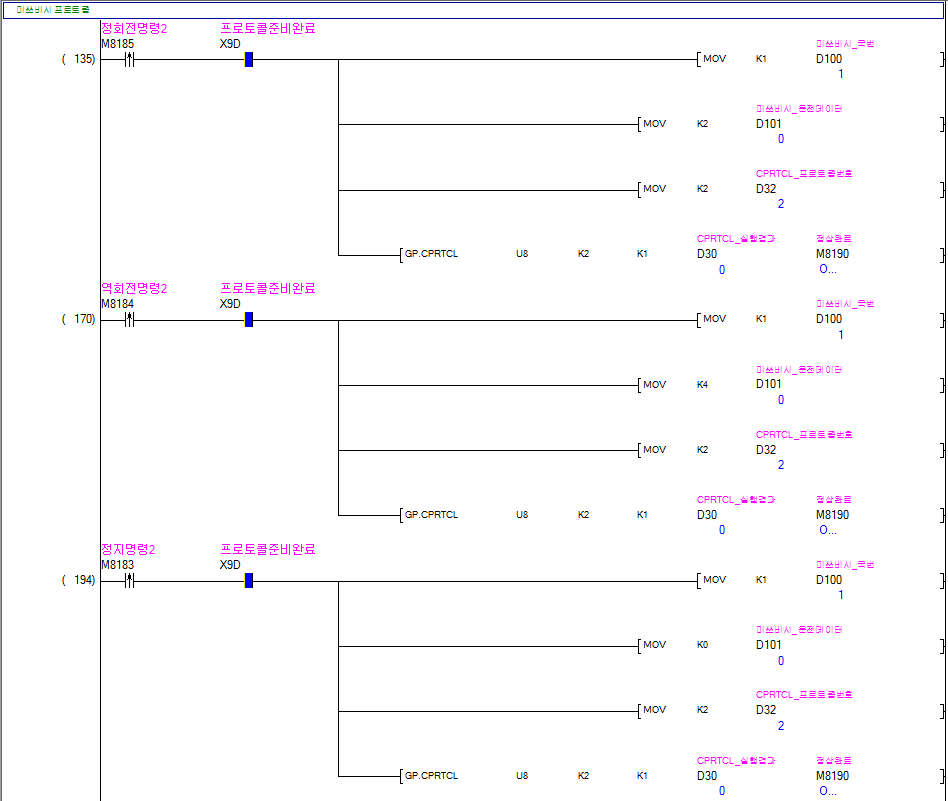 미쓰비시프로토콜
정회전명령2 프로토콜준비완료
M8185 X9D 미쓰비시_국번
( 135) MOV K1 D100
1
미쓰비시_운전데이터
MOV K2 D101
0
CPRTCL_프로토콜번호
MOV K2 D32
2
CPRTCL_실행결과 정상완료
GP.CPRTCL U8 K2 K1 D30 M8190
0 O...
역회전명령2 프로토콜준비완료
M8184 X9D 미쓰비시_국번
( 170) MOV K1 D100
1
미쓰비시_운전데이터
MOV K4 D101
0
CPRTCL_프로토콜번호
MOV K2 D32
2
CPRTCL_실행결과 정상완료
GP.CPRTCL U8 K2 K1 D30 M8190
0 O...
정지명령2 프로토콜준비완료
M8183 X9D 미쓰비시_국번
( 194) MOV K1 D100
1
미쓰비시_운전데이터
MOV K0 D101
0
CPRTCL_프로토콜번호
MOV K2 D32
2
CPRTCL_실행결과 정상완료
GP.CPRTCL U8 K2 K1 D30 M8190
0 O...